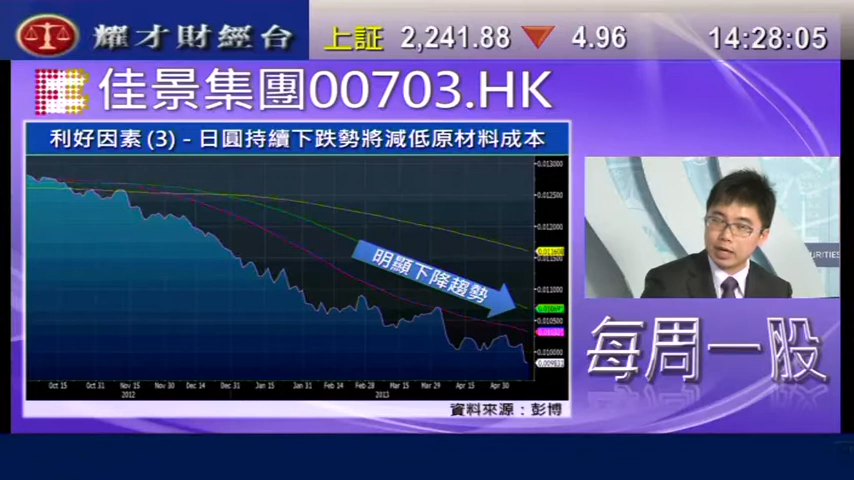 耀才財經台
上証 2,241.88 4.96 14:28:05
佳景集團00703.HK
利好因素 (3) - 日圓持續下跌勢將減低原材料成本
0.013000
0.012500
0.012000
0.011500
0.011000
0.010500
0.010000
明顯下降趨勢
Oct 15 Oct 31 Nov 15 Nov 30 Dec 14 Dec 31 Jan 15 Jan 31 Feb 14 Feb 28 Mar 15 Mar 29 Apr 15 Apr 30
2012 2013
資料來源：彭博
URITIES
每周一股